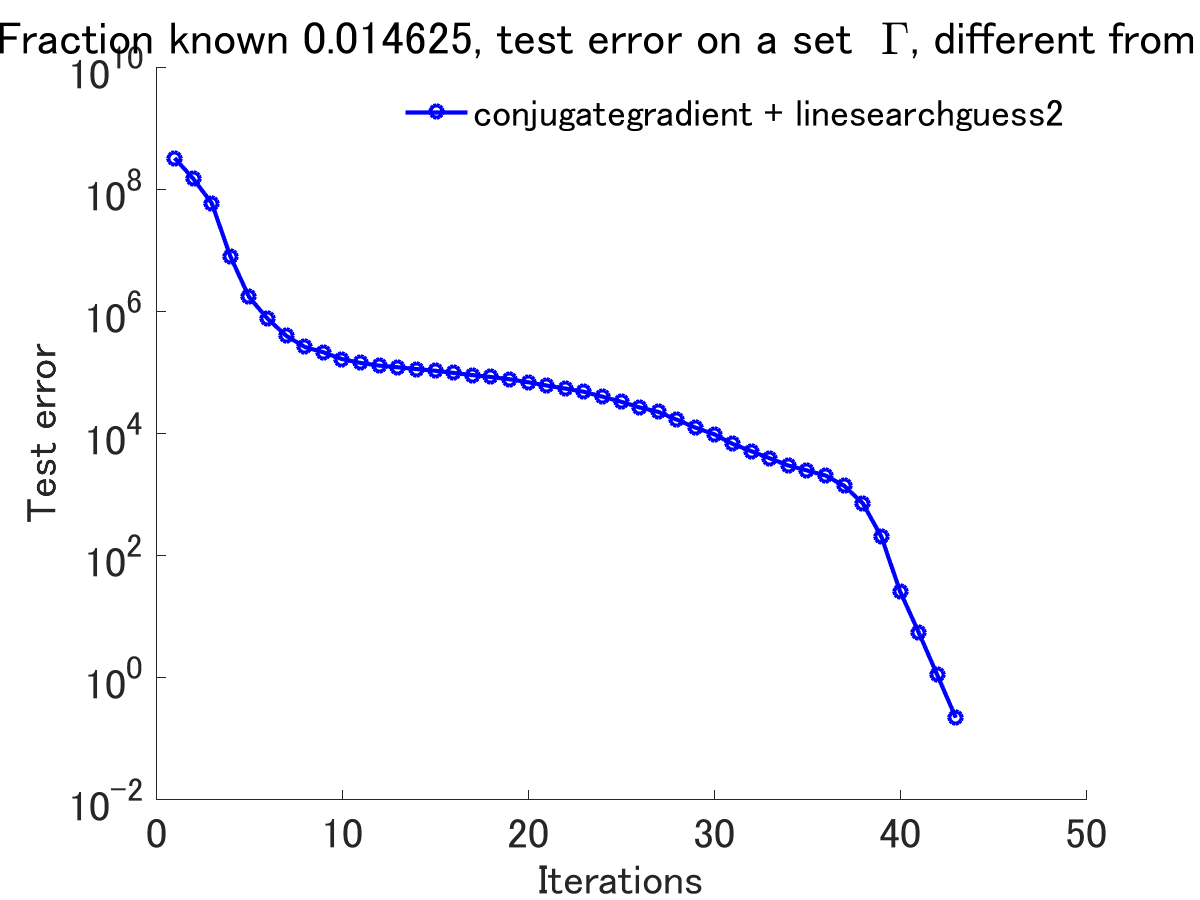 Fraction known 0.014625, test error on a set Γ, different from
10^10
conjugategradient + linesearchguess2
10^8
10^6
10^4
10^2
10^0
10^−2
Test error
0 10 20 30 40 50
Iterations